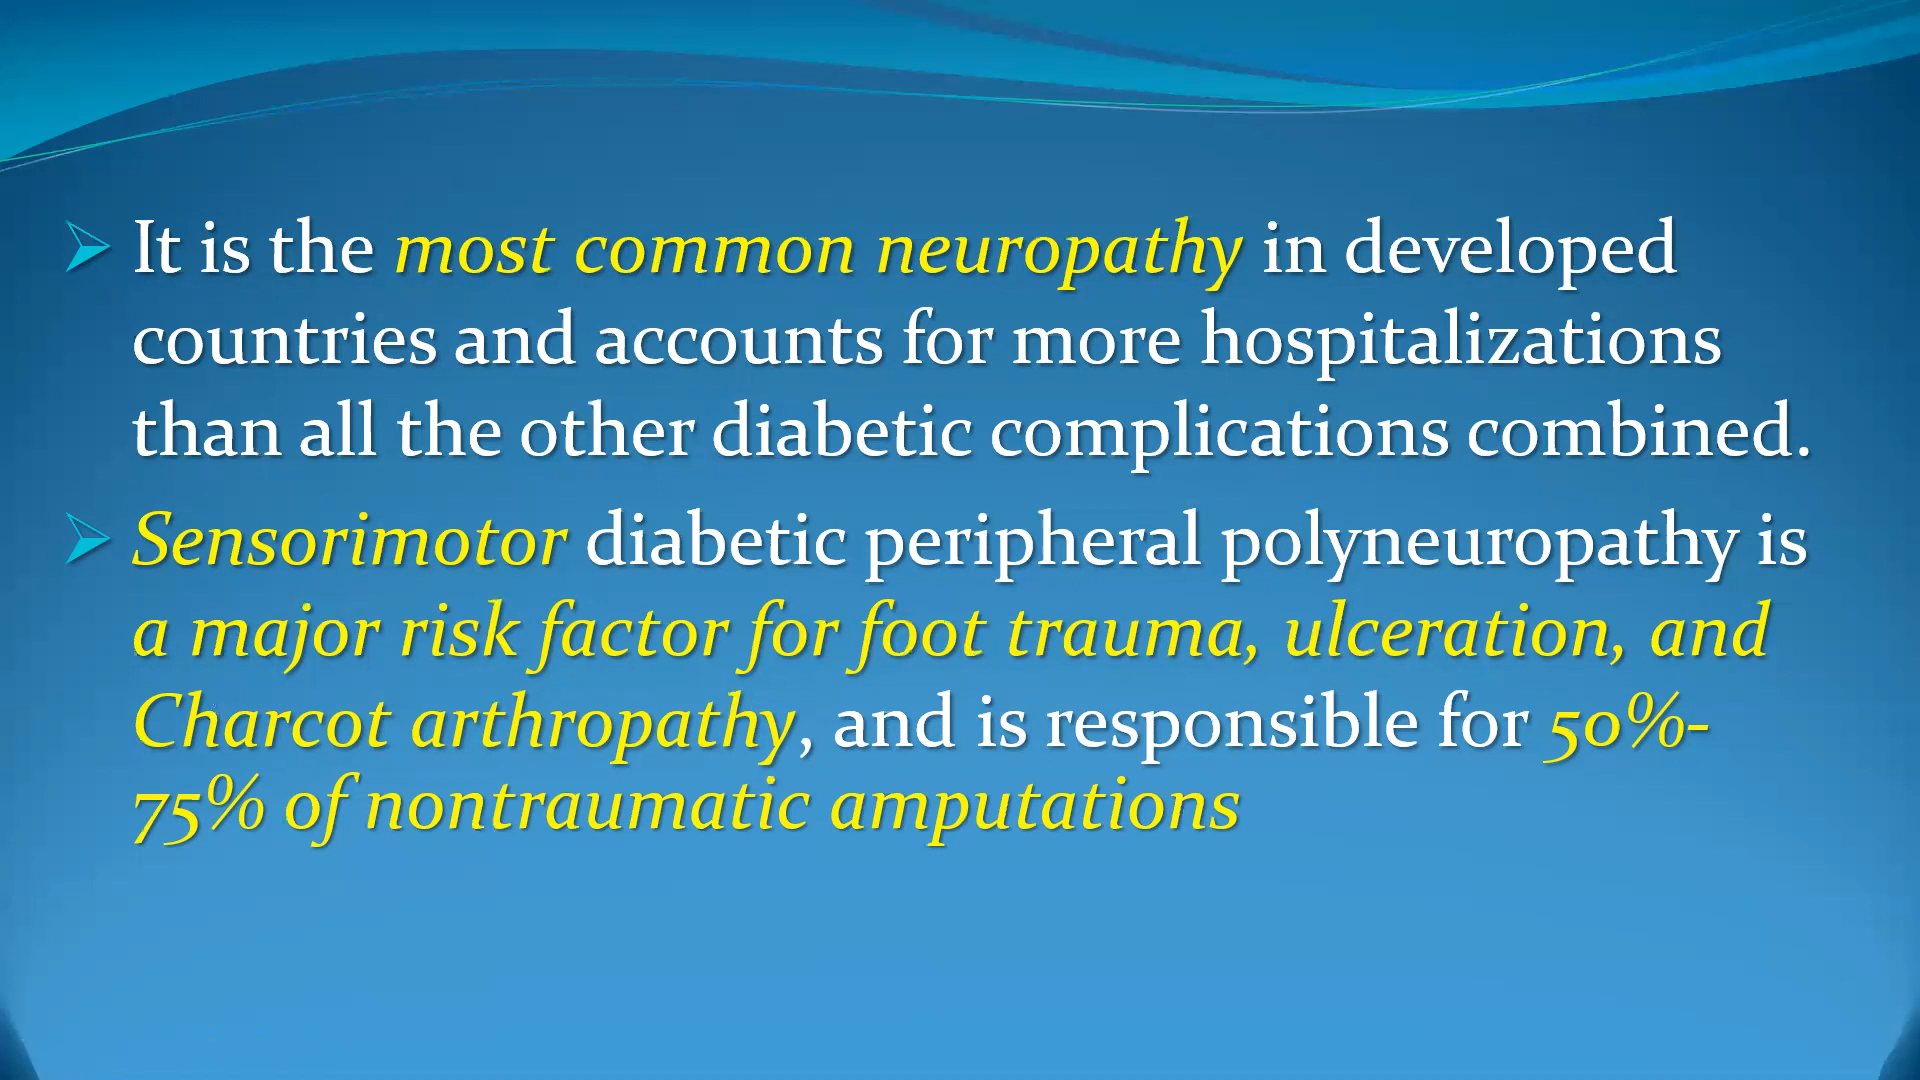 It is the most common neuropathy in developed
countries and accounts for more hospitalizations
than all the other diabetic complications combined.
Sensorimotor diabetic peripheral polyneuropathy is
a major risk factor for foot trauma, ulceration, and
Charcot arthropathy, and is responsible for 50%-
75% of nontraumatic amputations